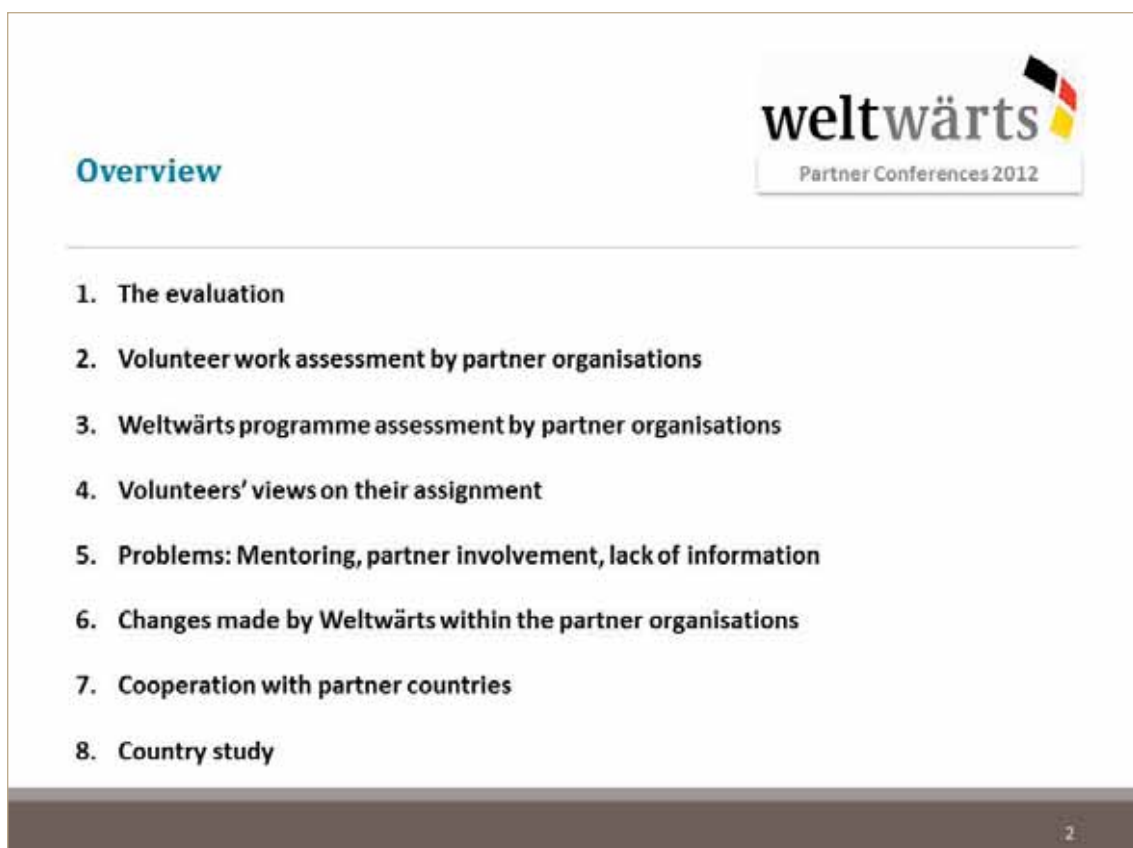 weltwärts
Partner Conferences 2012
Overview
1. The evaluation
2. Volunteer work assessment by partner organisations
3. Weltwärts programme assessment by partner organisations
4. Volunteers’ views on their assignment
5. Problems: Mentoring, partner involvement, lack of information
6. Changes made by Weltwärts within the partner organisations
7. Cooperation with partner countries
8. Country study
2